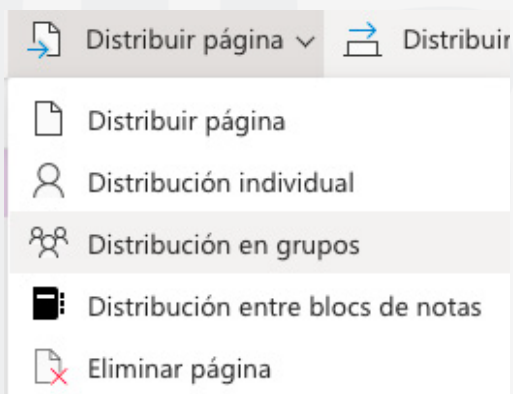 Distribuir página Distribuir
Distribuir página
Distribución individual
Distribución en grupos
Distribución entre blocs de notas
Eliminar página